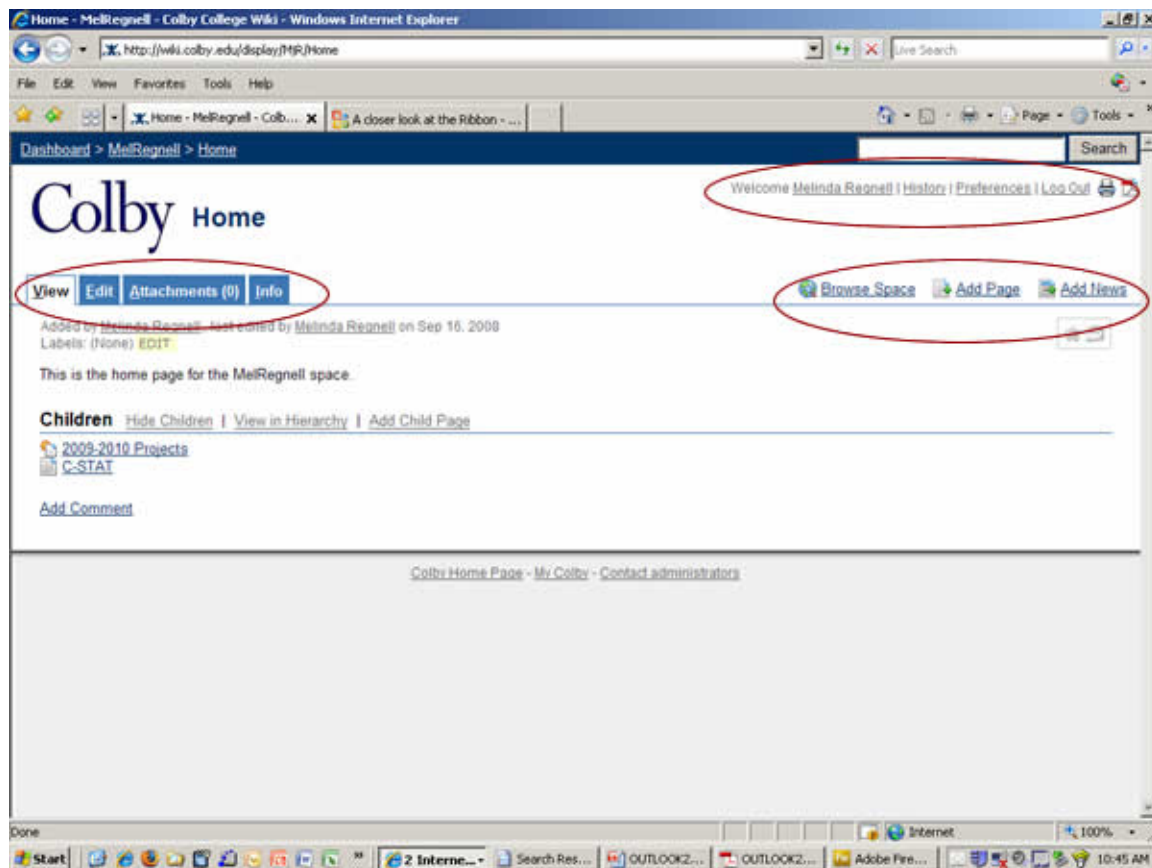 Home - MelRegnell - Colby College Wiki - Windows Internet Explorer
http://wiki.colby.edu/display/MJR/Home
Live Search
File Edit View Favorites Tools Help
Home - MelRegnell - Colb... A closer look at the Ribbon - ...
Page Tools
Dashboard > MelRegnell > Home
Search
Welcome Melinda Regnell | History | Preferences | Log Out
Colby Home
View Edit Attachments (0) Info
Browse Space Add Page Add News
Added by Melinda Regnell, last edited by Melinda Regnell on Sep 16, 2008
Labels: (None) EDIT
This is the home page for the MelRegnell space.
Children Hide Children | View in Hierarchy | Add Child Page
2009-2010 Projects
C-STAT
Add Comment
Colby Home Page - My Colby - Contact administrators
Done Internet 100%
Start 2 Interne... Search Res... OUTLOOK2... OUTLOOK2... Adobe Fire... 10:45 AM